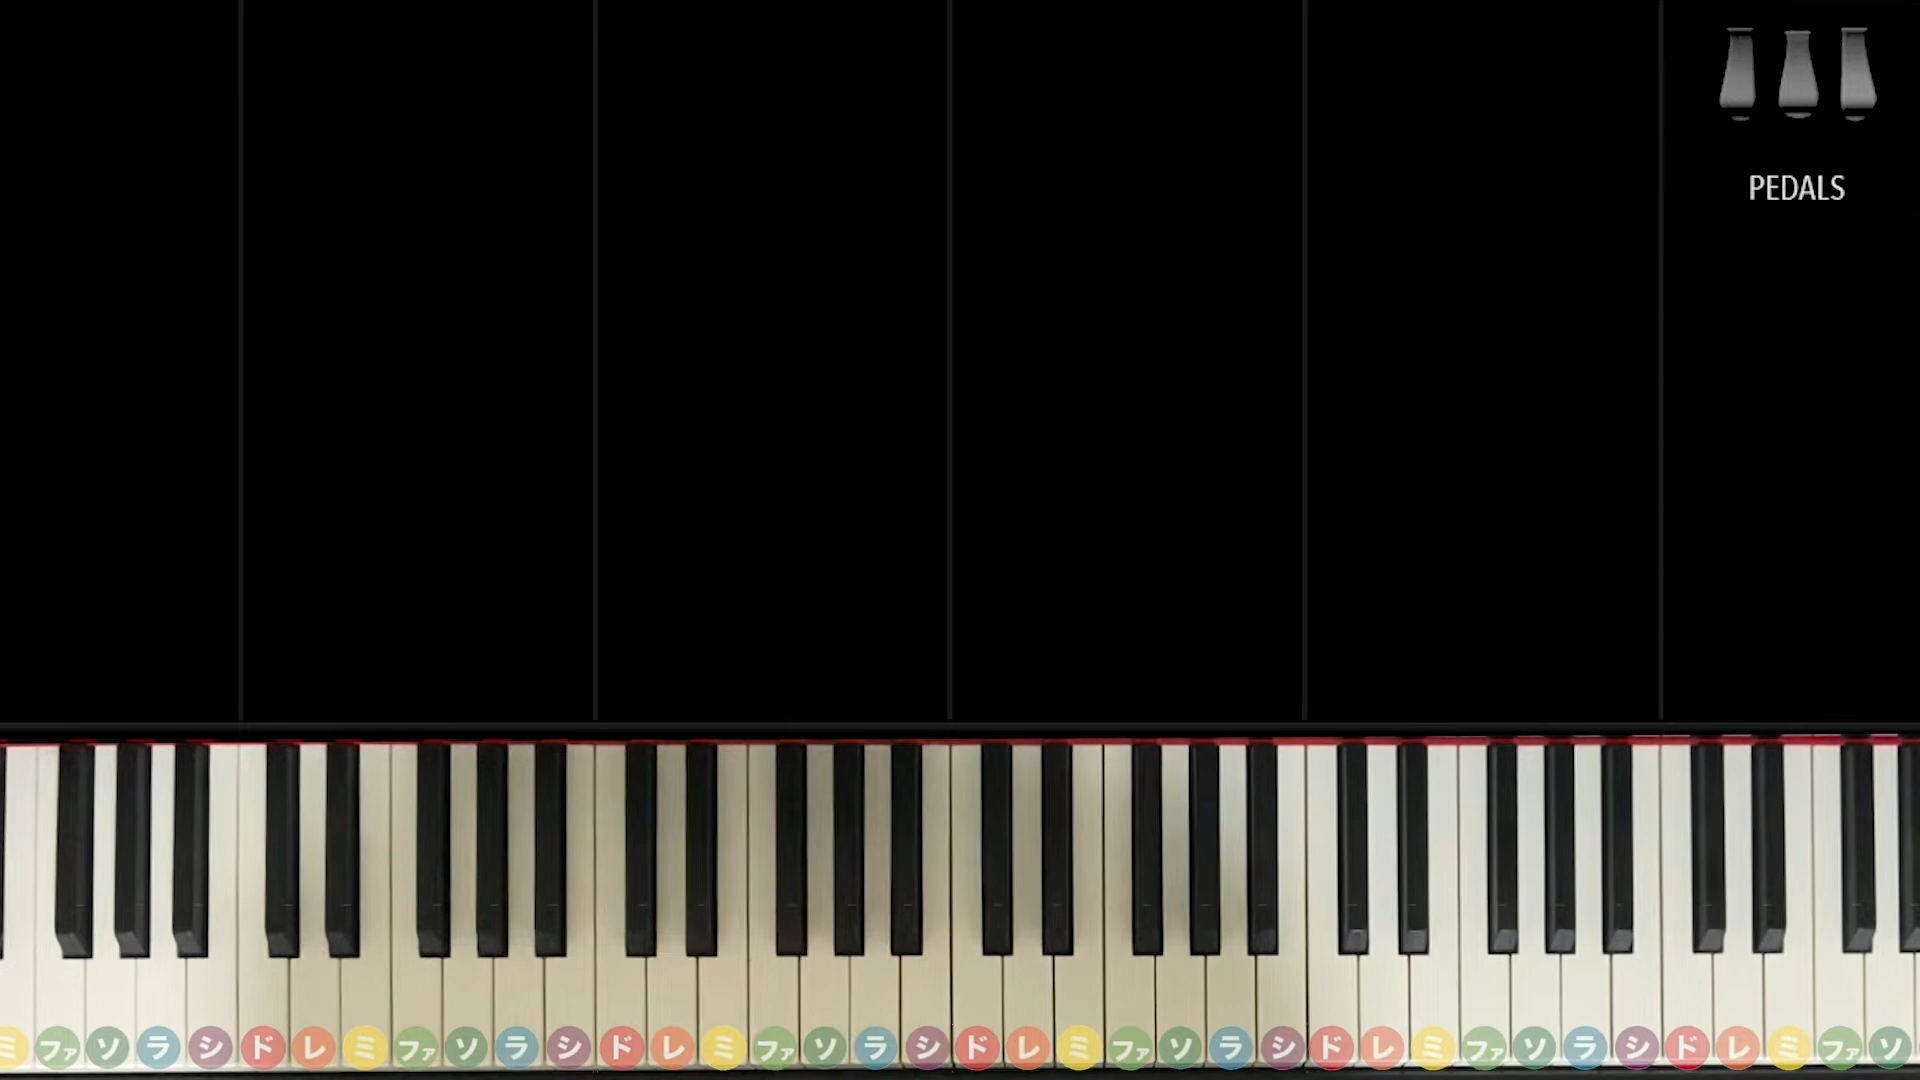 PEDALS
ミ ファ ソ ラ シ ド レ ミ ファ ソ ラ シ ド レ ミ ファ ソ ラ シ ド レ ミ ファ ソ ラ シ ド レ ミ ファ ソ ラ シ ド レ ミ ファ ソ